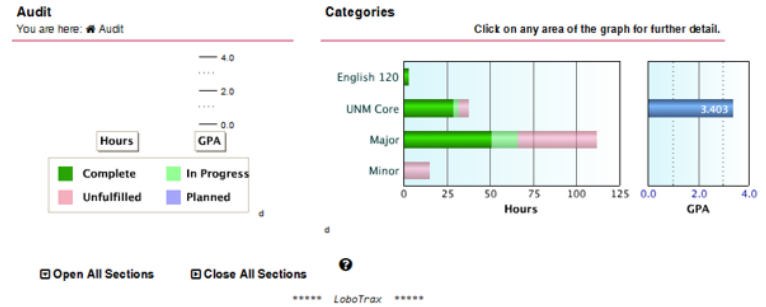 Audit
You are here: Audit
4.0
2.0
0.0
Hours
GPA
Complete
In Progress
Unfulfilled
Planned
d
Categories
Click on any area of the graph for further detail.
English 120
UNM Core
Major
Minor
0 25 50 75 100 125
Hours
3.403
0.0 2.0 4.0
GPA
d
?
Open All Sections
Close All Sections
***** LoboTrax *****